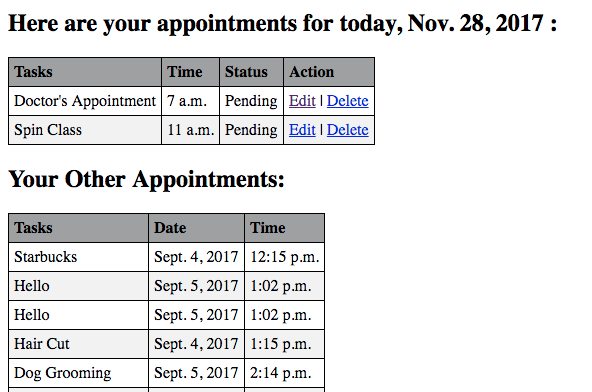 Here are your appointments for today, Nov. 28, 2017 :
Tasks Time Status Action
Doctor's Appointment 7 a.m. Pending Edit | Delete
Spin Class 11 a.m. Pending Edit | Delete
Your Other Appointments:
Tasks Date Time
Starbucks Sept. 4, 2017 12:15 p.m.
Hello Sept. 5, 2017 1:02 p.m.
Hello Sept. 5, 2017 1:02 p.m.
Hair Cut Sept. 4, 2017 1:15 p.m.
Dog Grooming Sept. 5, 2017 2:14 p.m.